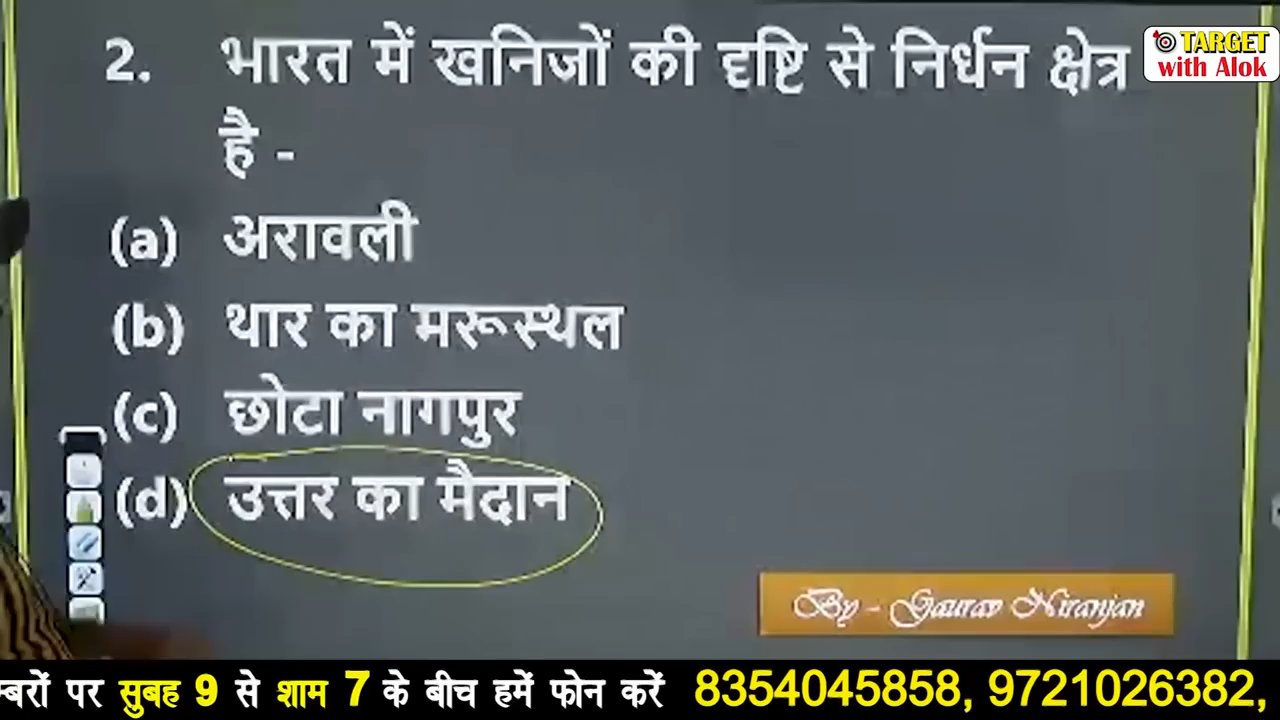 2. भारत में खनिजों की दृष्टि से निर्धन क्षेत्र
है -
(a) अरावली
(b) थार का मरूस्थल
(c) छोटा नागपुर
(d) उत्तर का मैदान
TARGET
with Alok
By - Gaurav Niranjan
म्बरों पर सुबह 9 से शाम 7 के बीच हमें फोन करें 8354045858, 9721026382,